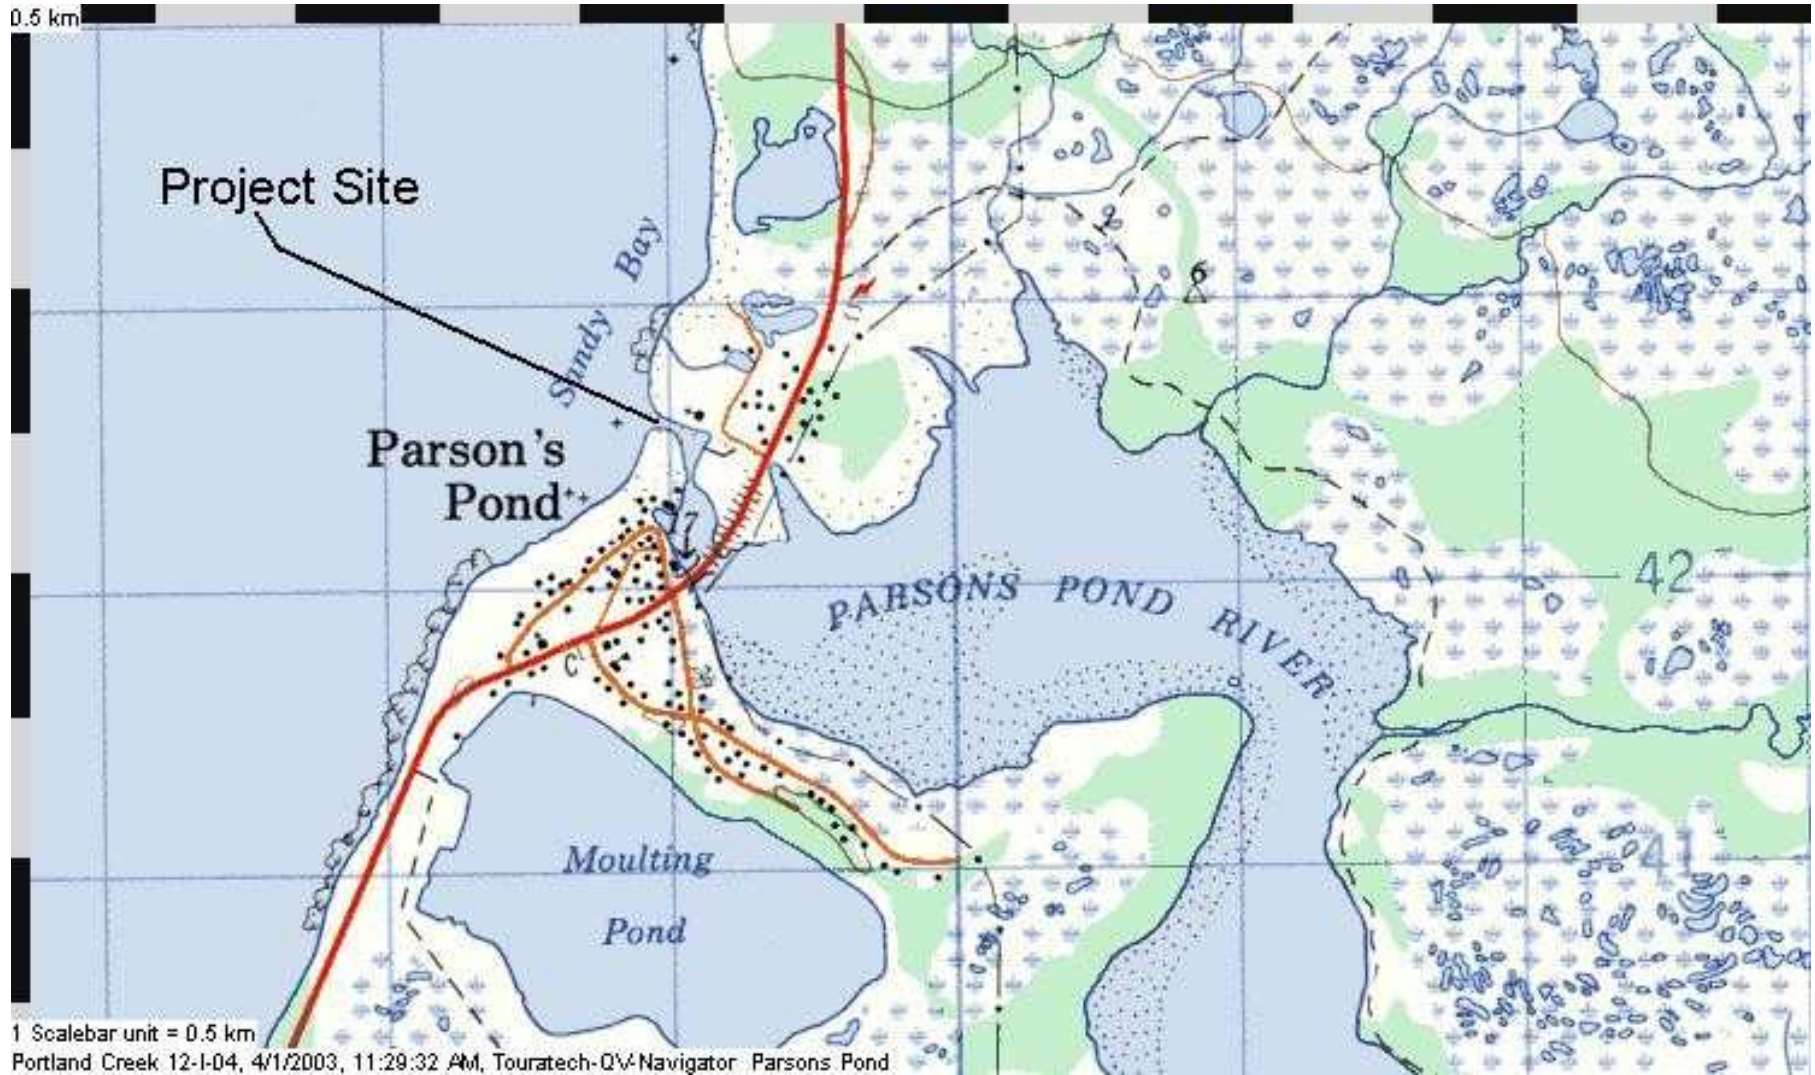 0.5 km
Project Site
Sandy Bay
6
Parson's
Pond
17
42
PARSONS POND RIVER
C
41
Moulting
Pond
1 Scalebar unit = 0.5 km
Portland Creek 12-I-04, 4/1/2003, 11:29:32 AM, Touratech-QV-Navigator Parsons Pond